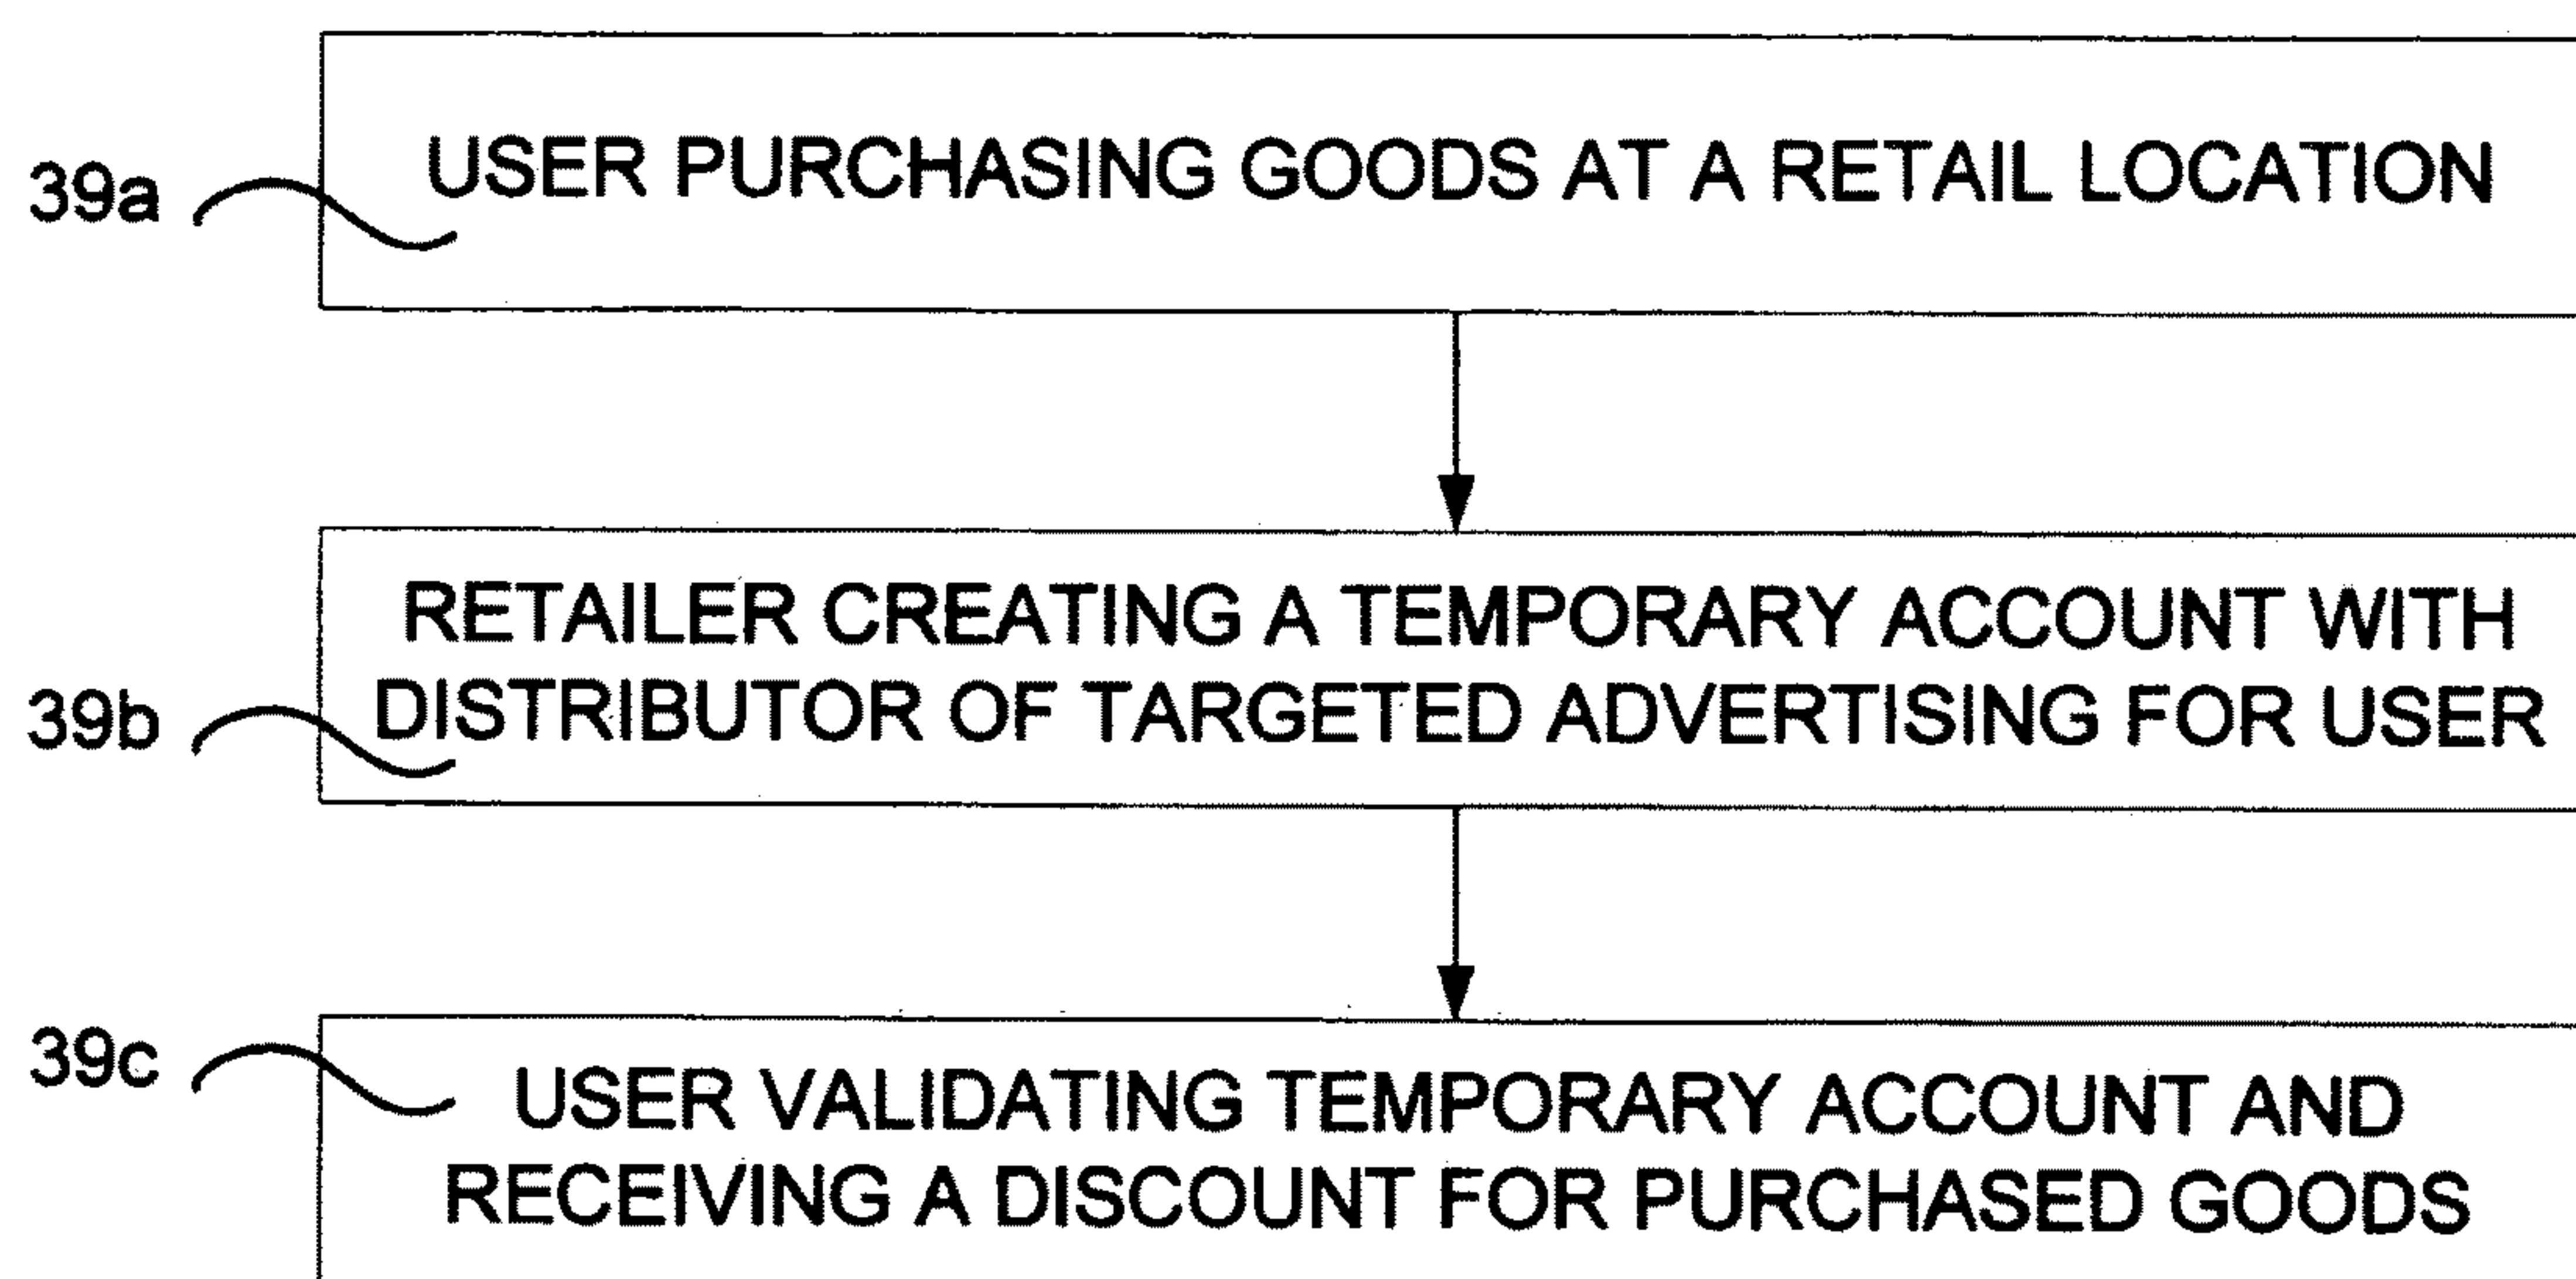 39a
USER PURCHASING GOODS AT A RETAIL LOCATION
RETAILER CREATING A TEMPORARY ACCOUNT WITH
39b
DISTRIBUTOR OF TARGETED ADVERTISING FOR USER
39c
USER VALIDATING TEMPORARY ACCOUNT AND
RECEIVING A DISCOUNT FOR PURCHASED GOODS